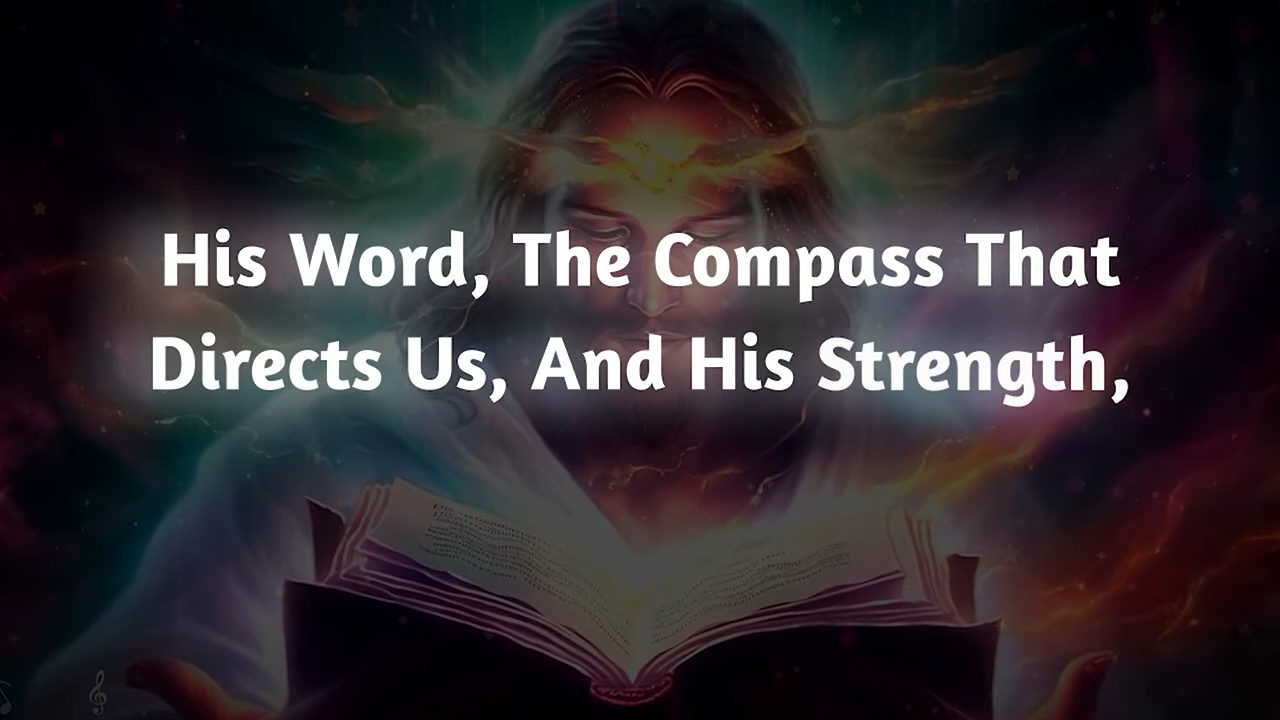 His Word, The Compass That
Directs Us, And His Strength,